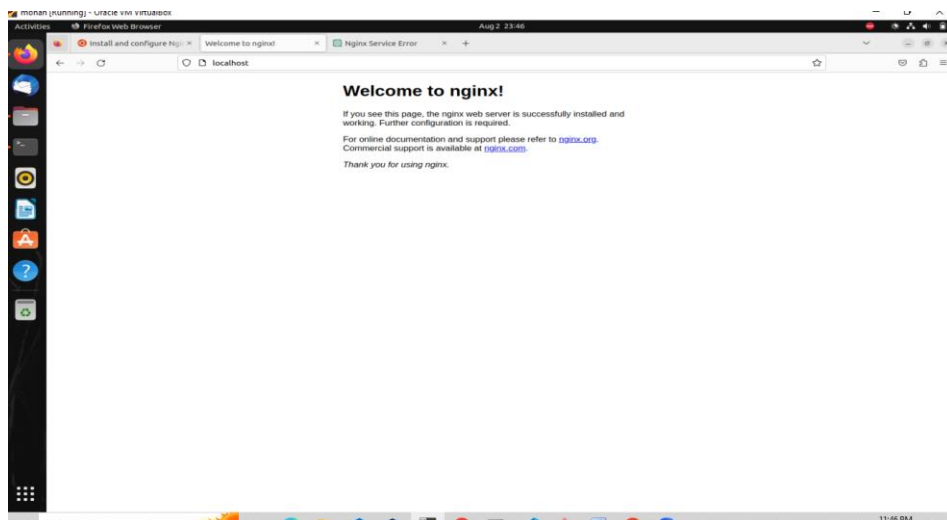 mohan [Running] - Oracle VM VirtualBox
Activities Firefox Web Browser Aug 2 23:46
Install and configure Ngi Welcome to nginx! Nginx Service Error
localhost
Welcome to nginx!
If you see this page, the nginx web server is successfully installed and
working. Further configuration is required.
For online documentation and support please refer to nginx.org.
Commercial support is available at nginx.com.
Thank you for using nginx.
11:46 PM